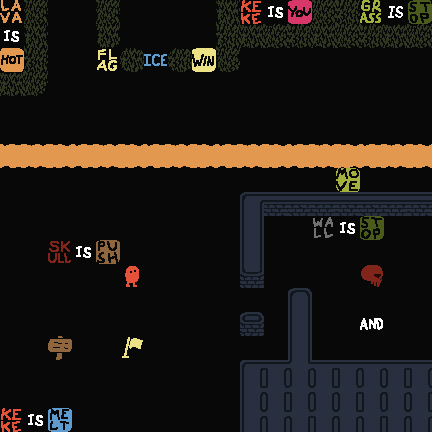 LAVA
IS
HOT
KEKE IS YOU
GRASS IS STOP
FLAG ICE WIN
MOVE
WALL IS STOP
SKULL IS PUSH
AND
KEKE IS MELT